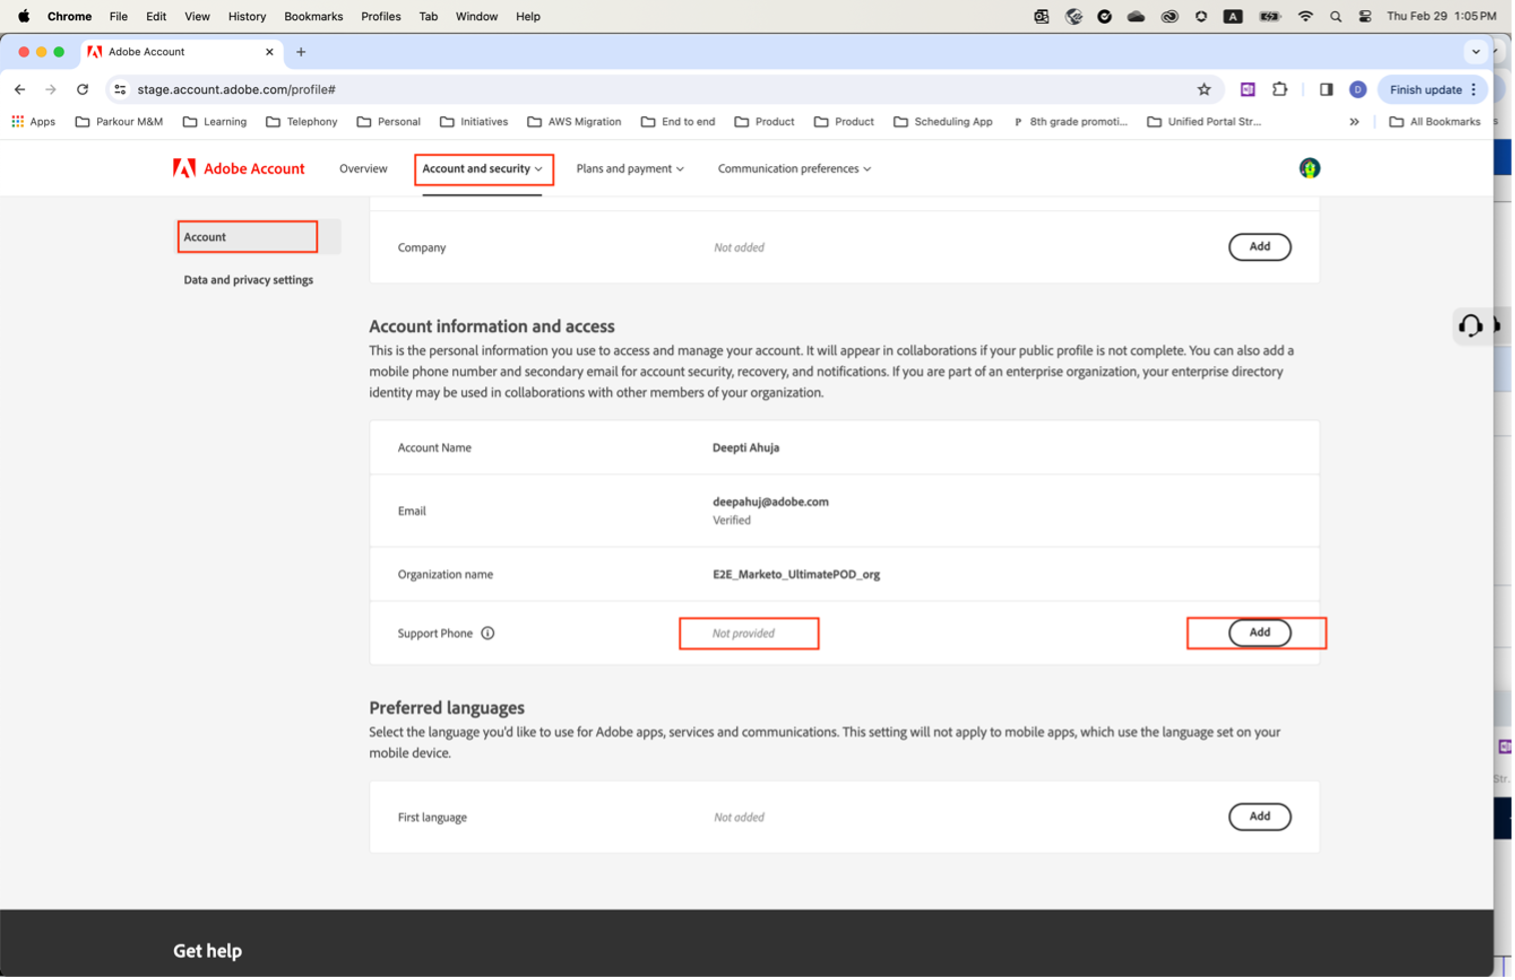 Chrome File Edit View History Bookmarks Profiles Tab Window Help A Thu Feb 29 1:05 PM
Adobe Account
stage.account.adobe.com/profile#
D Finish update
Apps Parkour M&M Learning Telephony Personal Initiatives AWS Migration End to end Product Product Scheduling App P 8th grade promoti... Unified Portal Str... » All Bookmarks
Adobe Account Overview Account and security Plans and payment Communication preferences
Account
Data and privacy settings
Company Not added Add
Account information and access
This is the personal information you use to access and manage your account. It will appear in collaborations if your public profile is not complete. You can also add a
mobile phone number and secondary email for account security, recovery, and notifications. If you are part of an enterprise organization, your enterprise directory
identity may be used in collaborations with other members of your organization.
Account Name Deepti Ahuja
Email deepahuj@adobe.com
Verified
Organization name E2E_Marketo_UltimatePOD_org
Support Phone Not provided Add
Preferred languages
Select the language you'd like to use for Adobe apps, services and communications. This setting will not apply to mobile apps, which use the language set on your
mobile device.
Str.
First language Not added Add
Get help